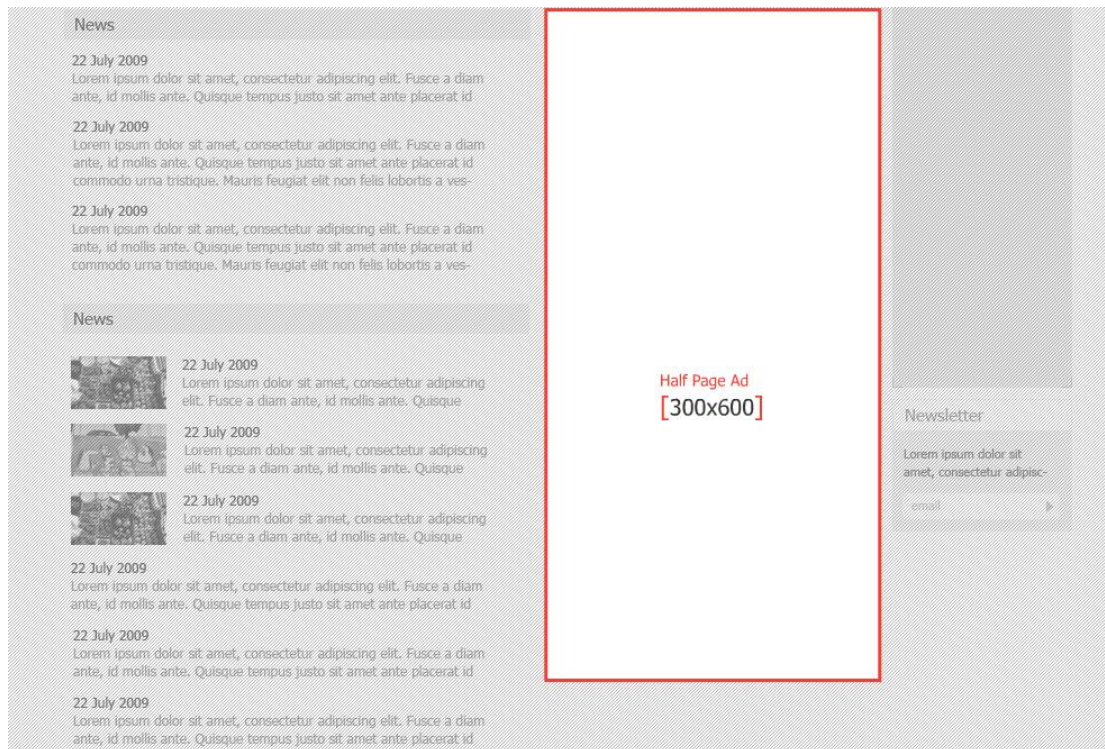 News
22 July 2009
Lorem ipsum dolor sit amet, consectetur adipiscing elit. Fusce a diam
ante, id mollis ante. Quisque tempus justo sit amet ante placerat id
22 July 2009
Lorem ipsum dolor sit amet, consectetur adipiscing elit. Fusce a diam
ante, id mollis ante. Quisque tempus justo sit amet ante placerat id
commodo urna tristique. Mauris feugiat elit non felis lobortis a ves-
22 July 2009
Lorem ipsum dolor sit amet, consectetur adipiscing elit. Fusce a diam
ante, id mollis ante. Quisque tempus justo sit amet ante placerat id
commodo urna tristique. Mauris feugiat elit non felis lobortis a ves-
News
22 July 2009
Lorem ipsum dolor sit amet, consectetur adipiscing
elit. Fusce a diam ante, id mollis ante. Quisque
22 July 2009
Lorem ipsum dolor sit amet, consectetur adipiscing
elit. Fusce a diam ante, id mollis ante. Quisque
22 July 2009
Lorem ipsum dolor sit amet, consectetur adipiscing
elit. Fusce a diam ante, id mollis ante. Quisque
22 July 2009
Lorem ipsum dolor sit amet, consectetur adipiscing elit. Fusce a diam
ante, id mollis ante. Quisque tempus justo sit amet ante placerat id
22 July 2009
Lorem ipsum dolor sit amet, consectetur adipiscing elit. Fusce a diam
ante, id mollis ante. Quisque tempus justo sit amet ante placerat id
22 July 2009
Lorem ipsum dolor sit amet, consectetur adipiscing elit. Fusce a diam
ante, id mollis ante. Quisque tempus justo sit amet ante placerat id
Half Page Ad
[300x600]
Newsletter
Lorem ipsum dolor sit
amet, consectetur adipisc-
email